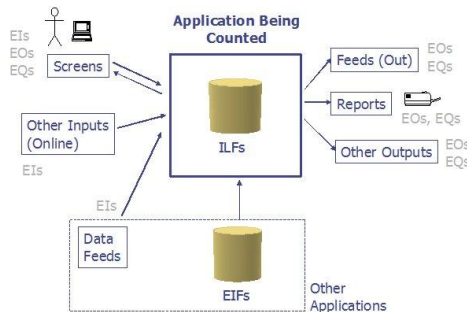 Application Being
Counted
EIs
EOs
EQs
Screens
Other Inputs
(Online)
EIs
EIs
Data
Feeds
ILFs
EIFs
Other
Applications
Feeds (Out)
EOs
EQs
Reports
EOs, EQs
Other Outputs
EOs
EQs